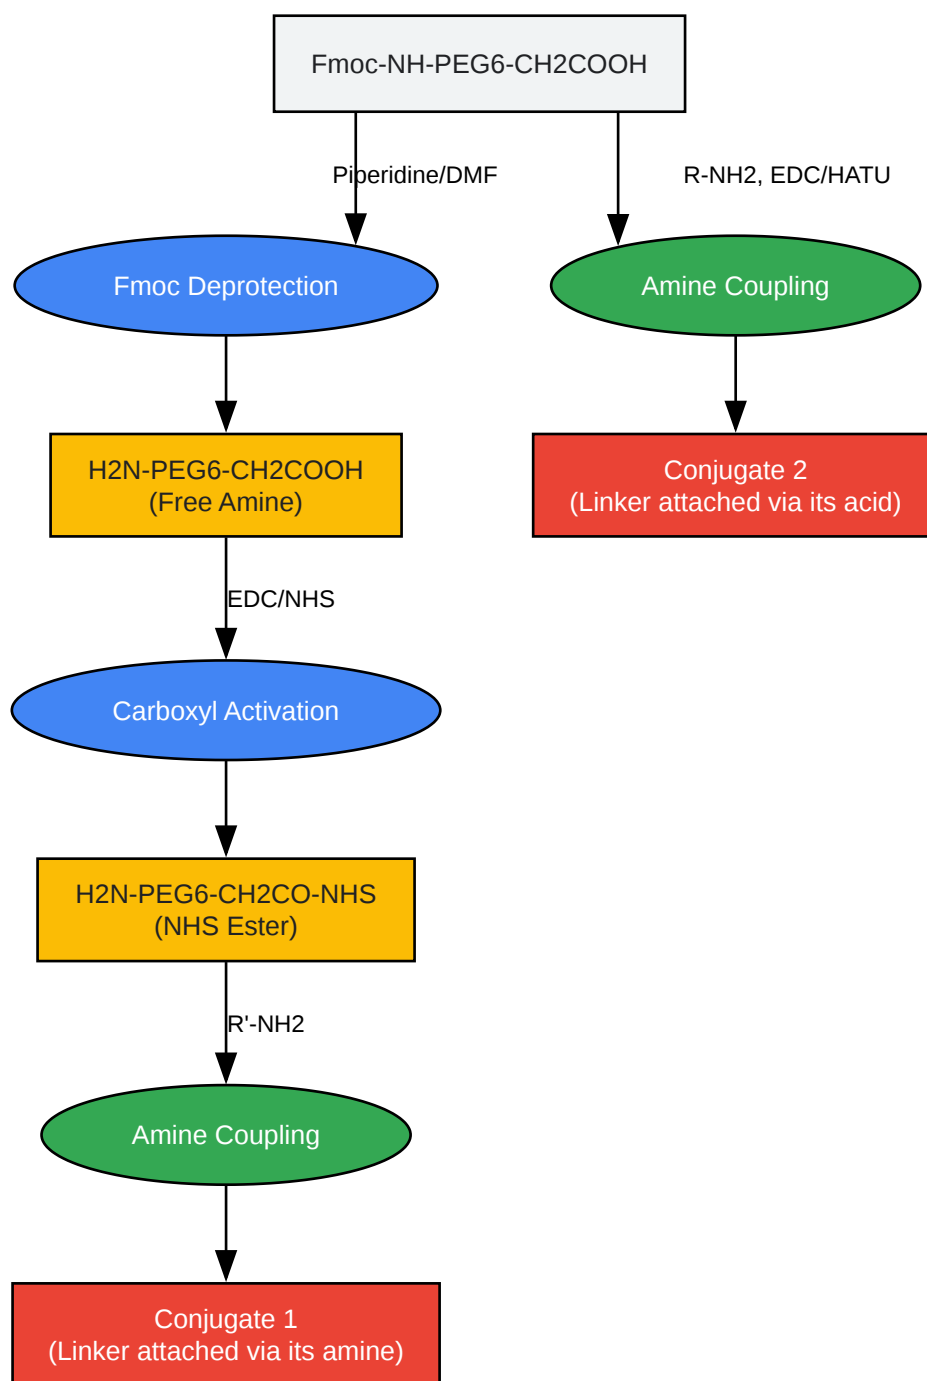 Fmoc-NH-PEG6-CH2COOH
Piperidine/DMF
R-NH2, EDC/HATU
Fmoc Deprotection
Amine Coupling
H2N-PEG6-CH2COOH
(Free Amine)
Conjugate 2
(Linker attached via its acid)
EDC/NHS
Carboxyl Activation
H2N-PEG6-CH2CO-NHS
(NHS Ester)
R'-NH2
Amine Coupling
Conjugate 1
(Linker attached via its amine)